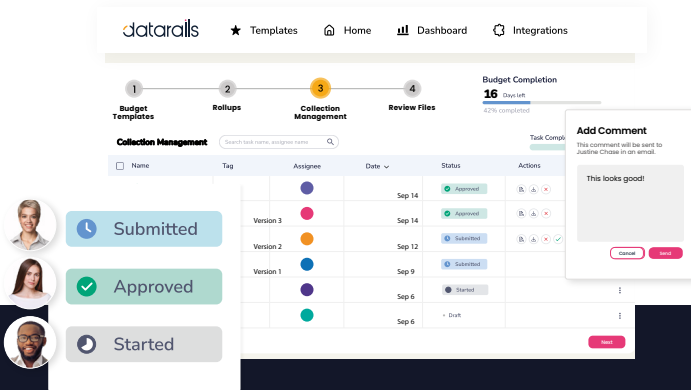 datarails
Templates
Home
Dashboard
Integrations
1
2
3
4
Budget
Templates
Rollups
Collection
Management
Review Files
Budget Completion
16 Days left
42% completed
Collection Management
Search task name, assignee name
Name
Tag
Assignee
Date
Status
Actions
Sep 14
Approved
Version 3
Sep 14
Approved
Version 2
Sep 12
Submitted
Version 1
Sep 9
Submitted
Sep 6
Started
Sep 6
Draft
Next
Add Comment
This comment will be sent to
Justine Chase in an email.
This looks good!
Cancel
Send
Submitted
Approved
Started